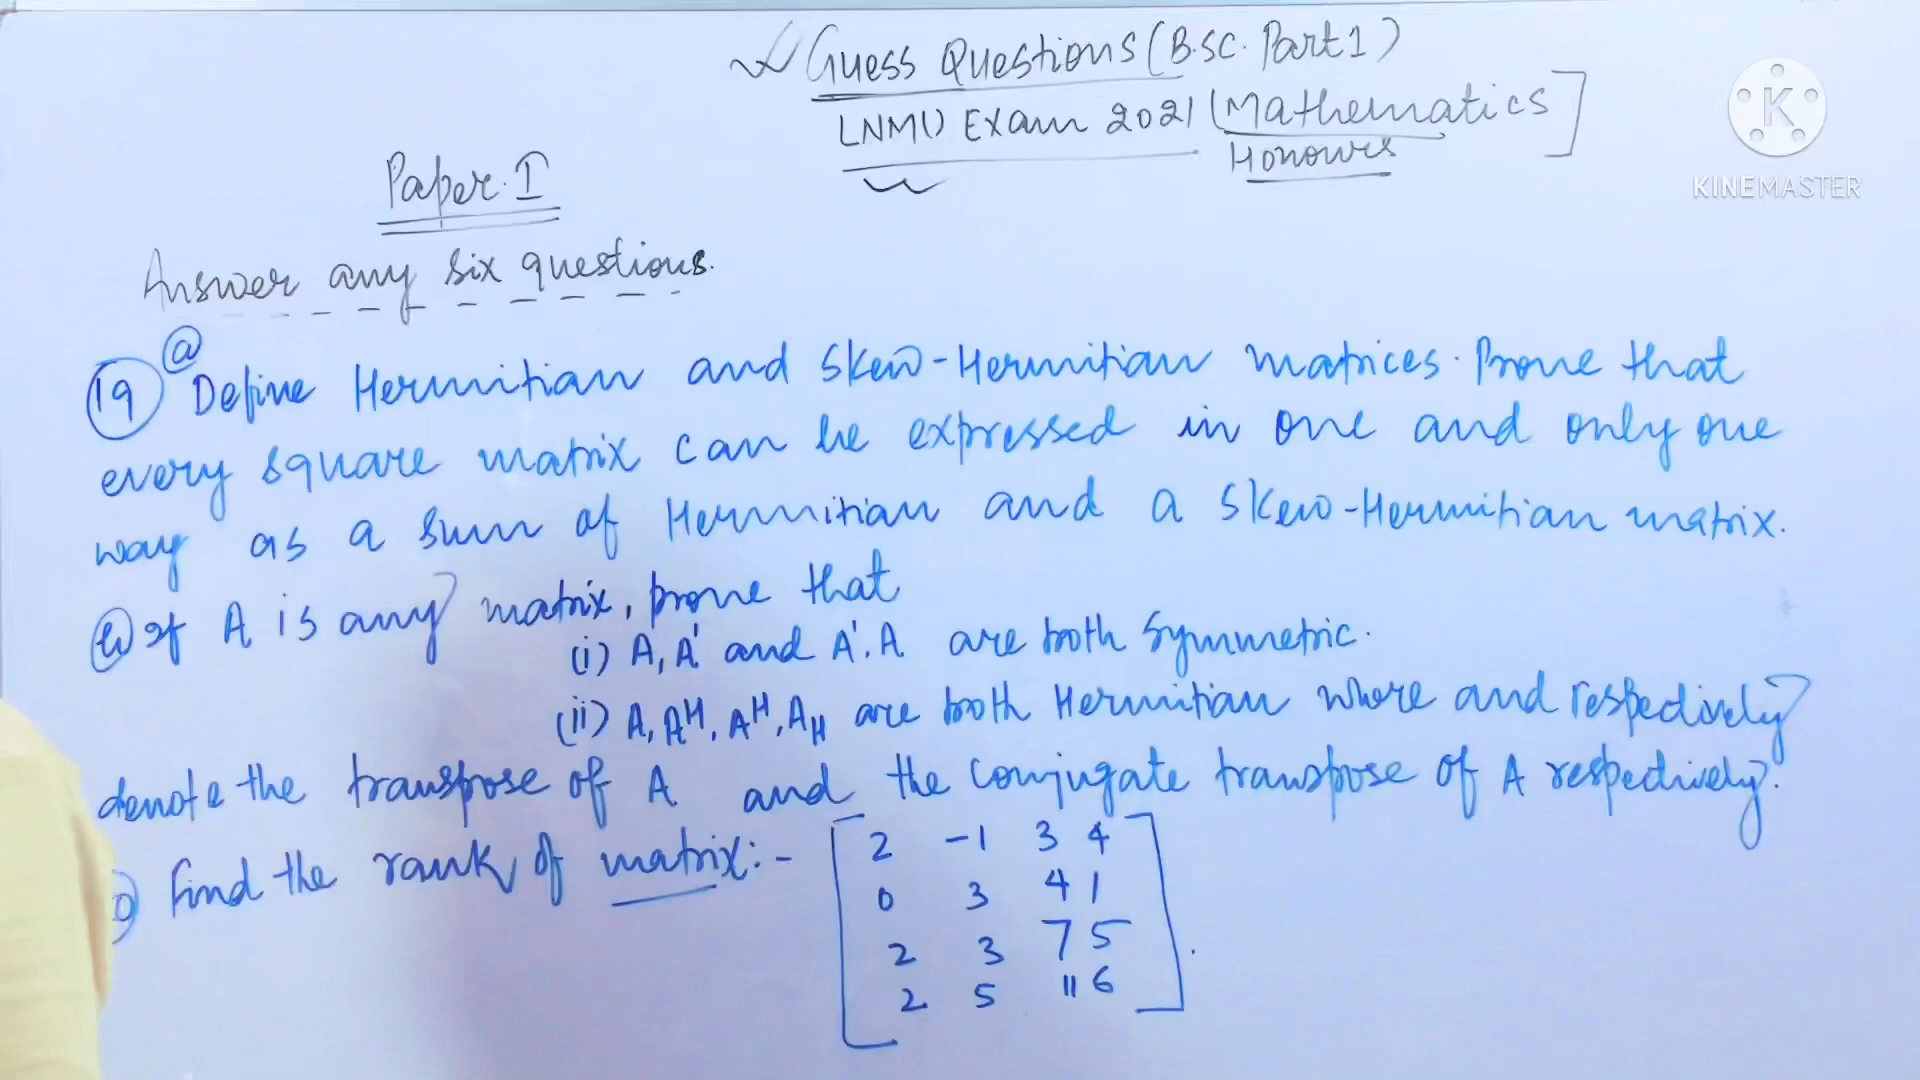 Guess Questions (B.SC. Part 1)
LNMU Exam 2021 (Mathematics]
Honours
K
KINEMASTER
Paper. I
Answer any six questions.
19 a Define Hermitian and Skew-Hermitian matrices. Prove that
every square matrix can be expressed in one and only one
way as a sum of Hermitian and a Skew-Hermitian matrix.
If A is any matrix, prove that
(i) A, A' and A'. A are both symmetric.
(ii) A, Aᴴ, Aᴴ, A_H are both Hermitian where and respectively
denote the transpose of A and the conjugate transpose of A respectively.
Find the rank of matrix:- [2 -1 3 4
0 3 4 1
2 3 7 5
2 5 11 6].